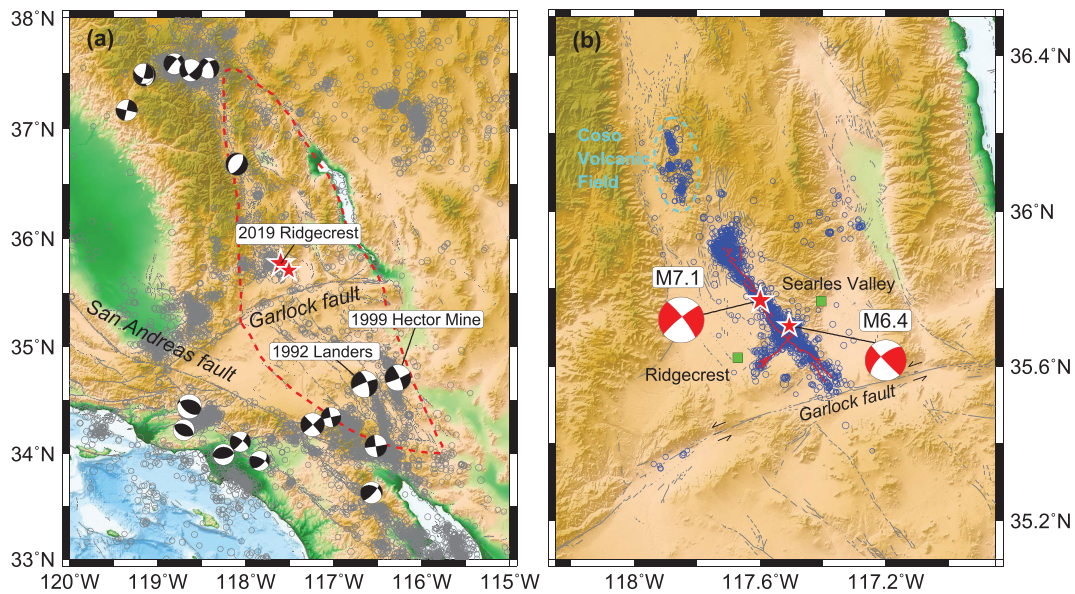 (a)
38˚N
37˚N
36˚N
35˚N
34˚N
33˚N
120˚W
119˚W
118˚W
117˚W
116˚W
115˚W
2019 Ridgecrest
Garlock fault
San Andreas fault
1999 Hector Mine
1992 Landers
(b)
36.4˚N
36˚N
35.6˚N
35.2˚N
118˚W
117.6˚W
117.2˚W
Coso
Volcanic
Field
M7.1
Searles Valley
M6.4
Ridgecrest
Garlock fault